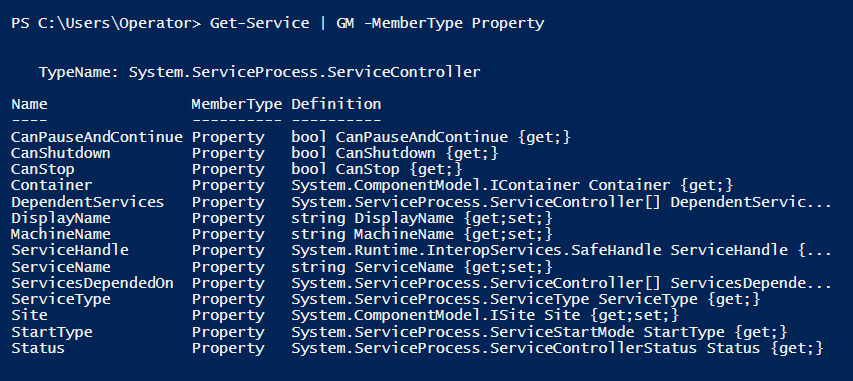 PS C:\Users\Operator> Get-Service | GM -MemberType Property
TypeName: System.ServiceProcess.ServiceController
Name MemberType Definition
---- ---------- ----------
CanPauseAndContinue Property bool CanPauseAndContinue {get;}
CanShutdown Property bool CanShutdown {get;}
CanStop Property bool CanStop {get;}
Container Property System.ComponentModel.IContainer Container {get;}
DependentServices Property System.ServiceProcess.ServiceController[] DependentServic...
DisplayName Property string DisplayName {get;set;}
MachineName Property string MachineName {get;set;}
ServiceHandle Property System.Runtime.InteropServices.SafeHandle ServiceHandle {...
ServiceName Property string ServiceName {get;set;}
ServicesDependedOn Property System.ServiceProcess.ServiceController[] ServicesDepende...
ServiceType Property System.ServiceProcess.ServiceType ServiceType {get;}
Site Property System.ComponentModel.ISite Site {get;set;}
StartType Property System.ServiceProcess.ServiceStartMode StartType {get;}
Status Property System.ServiceProcess.ServiceControllerStatus Status {get;}